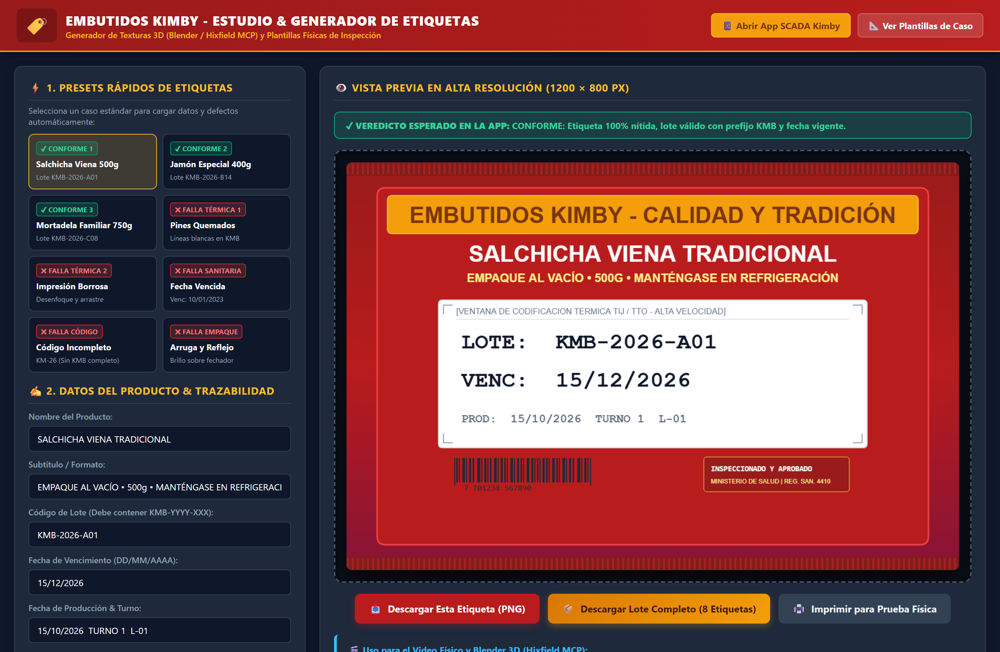 EMBUTIDOS KIMBY - ESTUDIO & GENERADOR DE ETIQUETAS
Generador de Texturas 3D (Blender / Hixfield MCP) y Plantillas Físicas de Inspección
Abrir App SCADA Kimby
Ver Plantillas de Caso
1. PRESETS RÁPIDOS DE ETIQUETAS
Selecciona un caso estándar para cargar datos y defectos
automáticamente:
✓ CONFORME 1
Salchicha Viena 500g
Lote KMB-2026-A01
✓ CONFORME 2
Jamón Especial 400g
Lote KMB-2026-B14
✓ CONFORME 3
Mortadela Familiar 750g
Lote KMB-2026-C08
❌ FALLA TÉRMICA 1
Pines Quemados
Líneas blancas en KMB
❌ FALLA TÉRMICA 2
Impresión Borrosa
Desenfoque y arrastre
❌ FALLA SANITARIA
Fecha Vencida
Venc: 10/01/2023
❌ FALLA CÓDIGO
Código Incompleto
KM-26 (Sin KMB completo)
❌ FALLA EMPAQUE
Arruga y Reflejo
Brillo sobre fechador
2. DATOS DEL PRODUCTO & TRAZABILIDAD
Nombre del Producto:
SALCHICHA VIENA TRADICIONAL
Subtítulo / Formato:
EMPAQUE AL VACÍO • 500g • MANTÉNGASE EN REFRIGERACI
Código de Lote (Debe contener KMB-YYYY-XXX):
KMB-2026-A01
Fecha de Vencimiento (DD/MM/AAAA):
15/12/2026
Fecha de Producción & Turno:
15/10/2026 TURNO 1 L-01
VISTA PREVIA EN ALTA RESOLUCIÓN (1200 × 800 PX)
✓ VEREDICTO ESPERADO EN LA APP: CONFORME: Etiqueta 100% nítida, lote válido con prefijo KMB y fecha vigente.
EMBUTIDOS KIMBY - CALIDAD Y TRADICIÓN
SALCHICHA VIENA TRADICIONAL
EMPAQUE AL VACÍO • 500G • MANTÉNGASE EN REFRIGERACIÓN
[VENTANA DE CODIFICACION TERMICA TIJ / TTO - ALTA VELOCIDAD]
LOTE: KMB-2026-A01
VENC: 15/12/2026
PROD: 15/10/2026 TURNO 1 L-01
7 701234 567890
INSPECCIONADO Y APROBADO
MINISTERIO DE SALUD | REG. SAN. 4410
Descargar Esta Etiqueta (PNG)
Descargar Lote Completo (8 Etiquetas)
Imprimir para Prueba Física
Uso para el Video Físico y Blender 3D (Hixfield MCP):